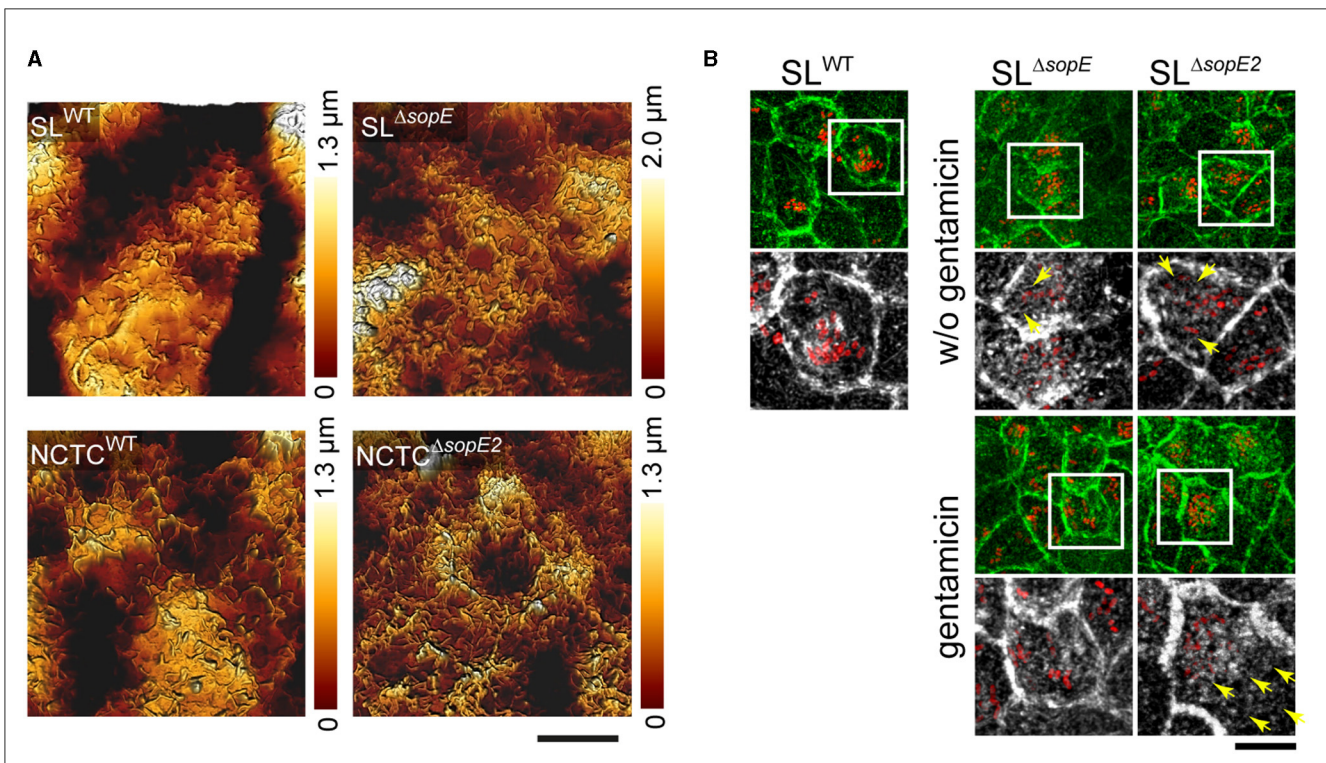 A
SL^WT
1.3 µm
0
SL^ΔsopE
2.0 µm
0
NCTC^WT
1.3 µm
0
NCTC^ΔsopE2
1.3 µm
0
B
SL^WT
SL^ΔsopE
SL^ΔsopE2
w/o gentamicin
gentamicin